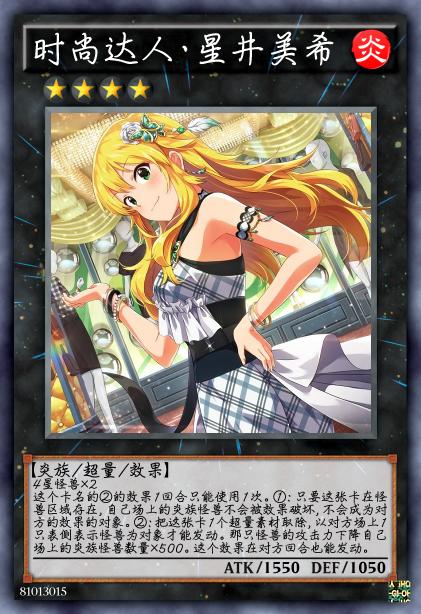 时尚达人·星井美希
炎
【炎族/超量/效果】
4星怪兽×2
这个卡名的②的效果1回合只能使用1次。①:只要这张卡在怪
兽区域存在,自己场上的炎族怪兽不会被效果破坏,不会成为对
方的效果的对象。②:把这张卡1个超量素材取除,以对方场上1
只表侧表示怪兽为对象才能发动。那只怪兽的攻击力下降自己
场上的炎族怪兽数量×500。这个效果在对方回合也能发动。
ATK/1550 DEF/1050
81013015